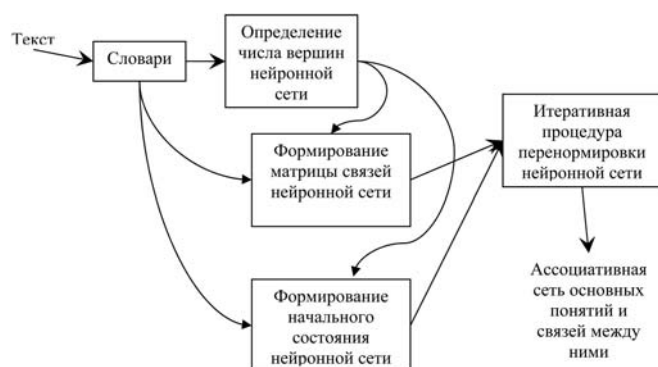 Текст
Словари
Определение
числа вершин
нейронной
сети
Формирование
матрицы связей
нейронной сети
Формирование
начального
состояния
нейронной сети
Итеративная
процедура
перенормировки
нейронной сети
Ассоциативная
сеть основных
понятий и
связей между
ними